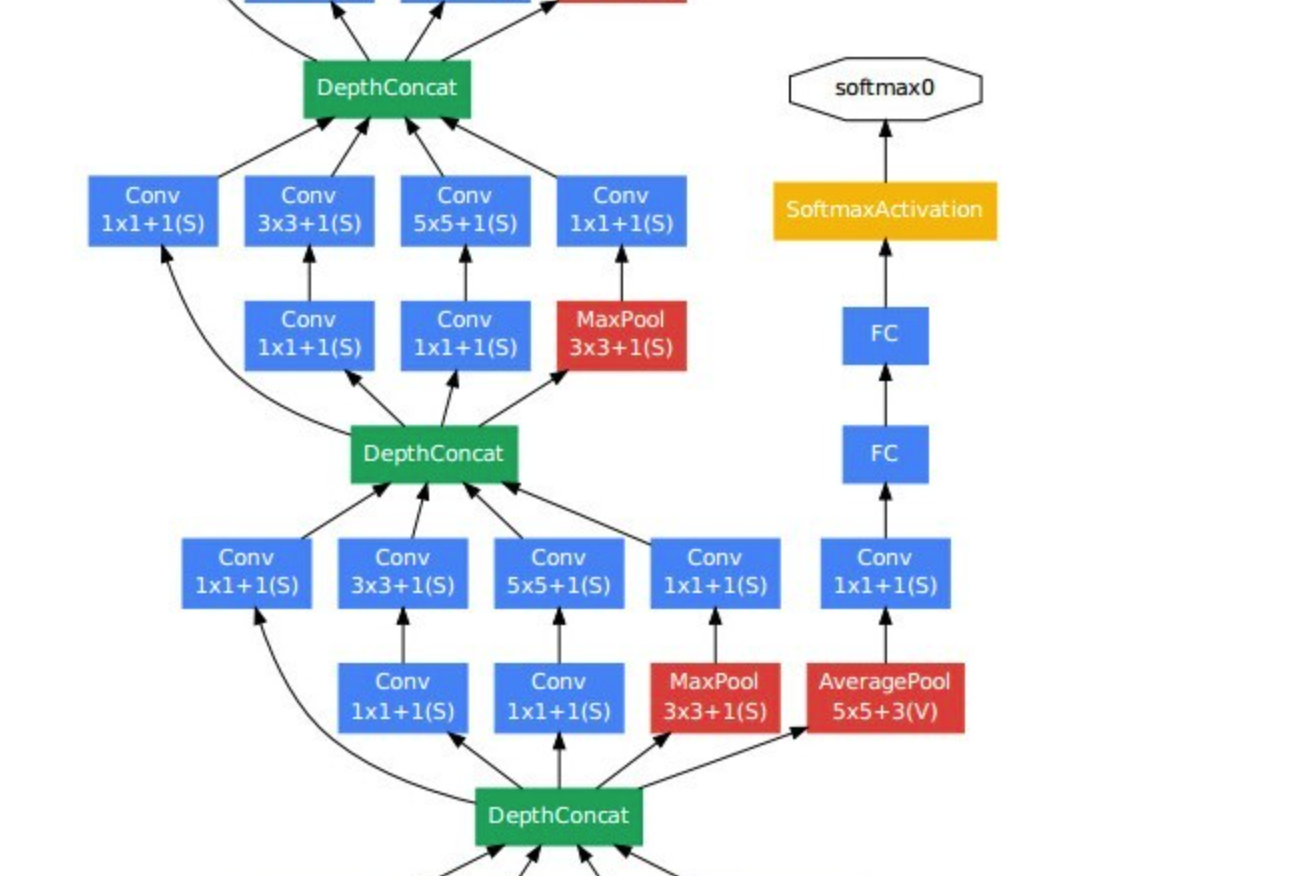 DepthConcat
softmax0
Conv
1x1+1(S)
Conv
3x3+1(S)
Conv
5x5+1(S)
Conv
1x1+1(S)
SoftmaxActivation
Conv
1x1+1(S)
Conv
1x1+1(S)
MaxPool
3x3+1(S)
FC
DepthConcat
FC
Conv
1x1+1(S)
Conv
3x3+1(S)
Conv
5x5+1(S)
Conv
1x1+1(S)
Conv
1x1+1(S)
Conv
1x1+1(S)
Conv
1x1+1(S)
MaxPool
3x3+1(S)
AveragePool
5x5+3(V)
DepthConcat